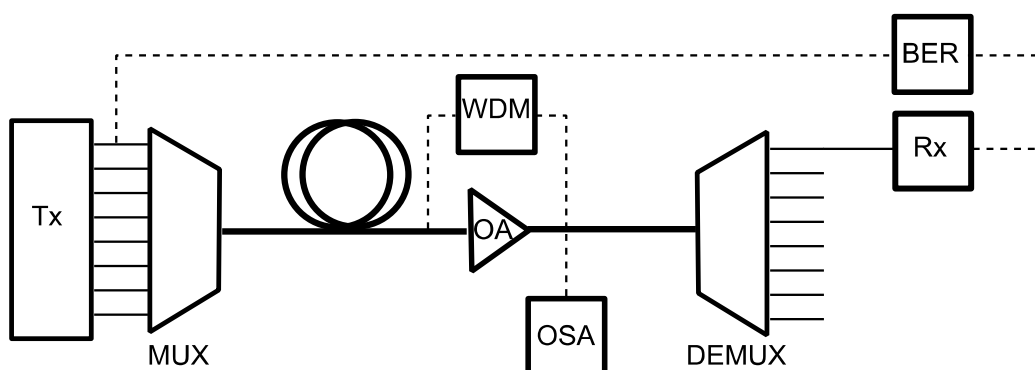 BER
WDM
Rx
Tx
OA
OSA
MUX
DEMUX